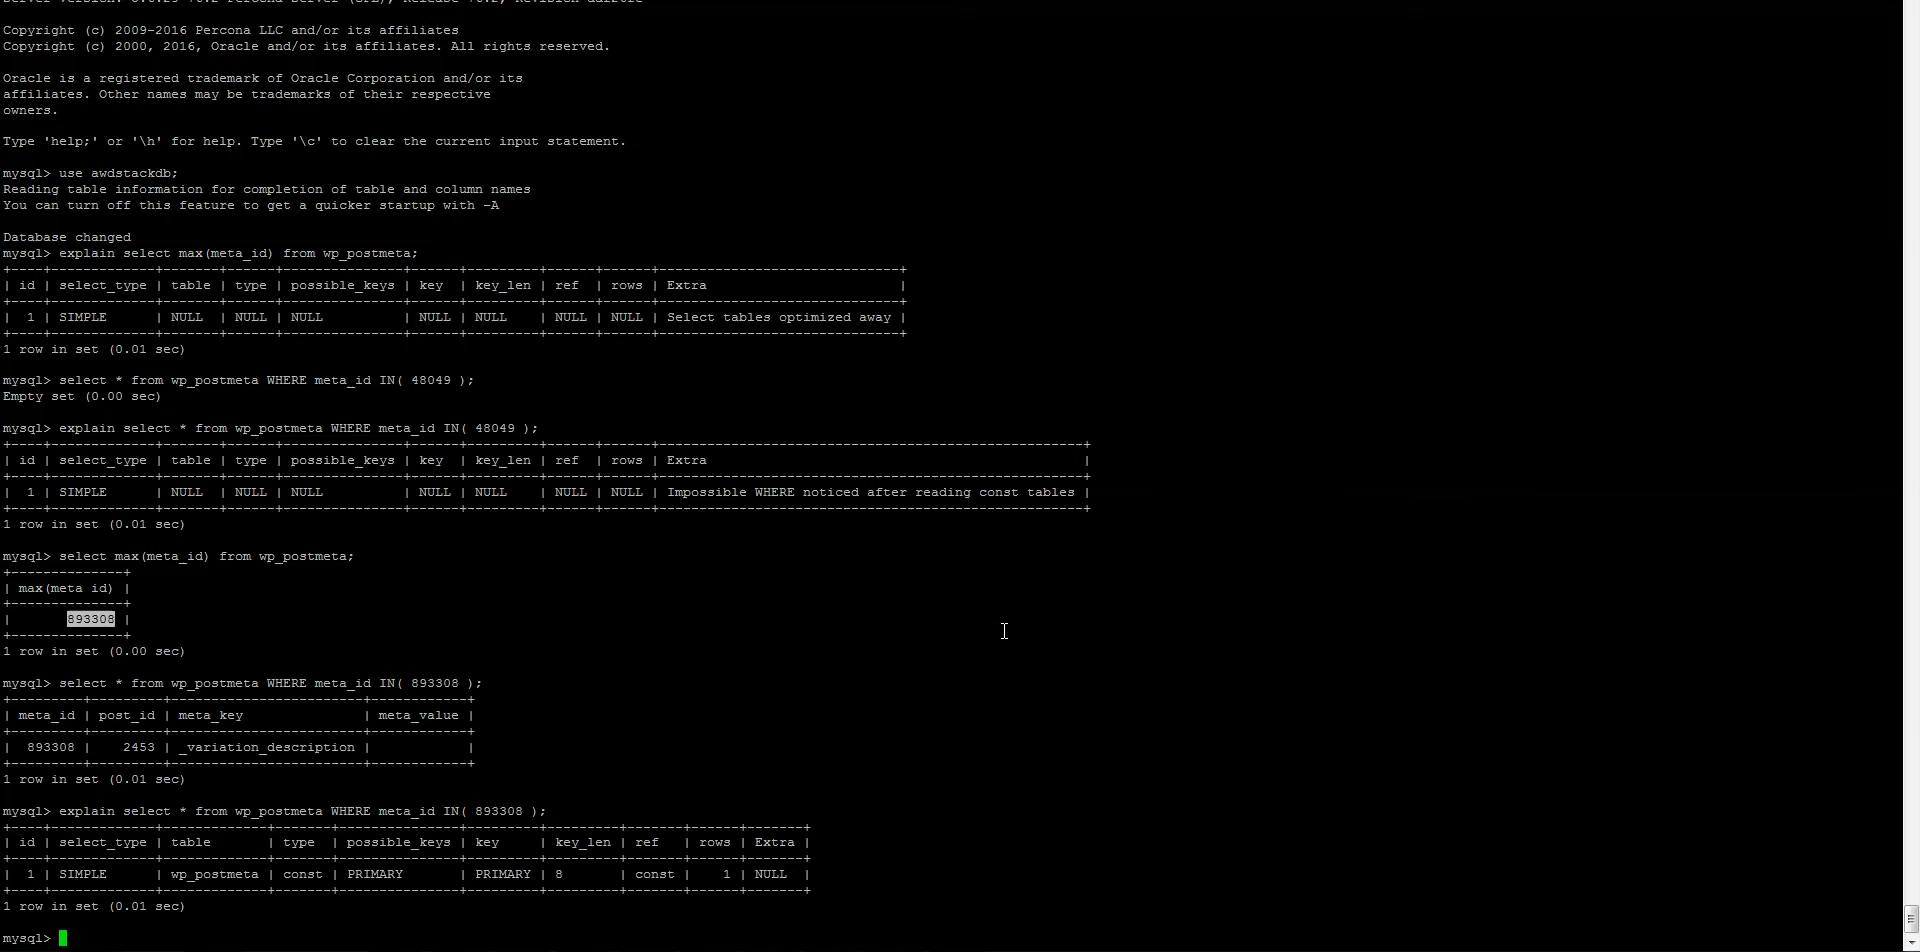 Copyright (c) 2009-2016 Percona LLC and/or its affiliates
Copyright (c) 2000, 2016, Oracle and/or its affiliates. All rights reserved.
Oracle is a registered trademark of Oracle Corporation and/or its
affiliates. Other names may be trademarks of their respective
owners.
Type 'help;' or '\h' for help. Type '\c' to clear the current input statement.
mysql> use awdstackdb;
Reading table information for completion of table and column names
You can turn off this feature to get a quicker startup with -A
Database changed
mysql> explain select max(meta_id) from wp_postmeta;
+----+-------------+-------+------+---------------+------+---------+------+------+------------------------------+
| id | select_type | table | type | possible_keys | key  | key_len | ref  | rows | Extra                        |
+----+-------------+-------+------+---------------+------+---------+------+------+------------------------------+
|  1 | SIMPLE      | NULL  | NULL | NULL          | NULL | NULL    | NULL | NULL | Select tables optimized away |
+----+-------------+-------+------+---------------+------+---------+------+------+------------------------------+
1 row in set (0.01 sec)
mysql> select * from wp_postmeta WHERE meta_id IN( 48049 );
Empty set (0.00 sec)
mysql> explain select * from wp_postmeta WHERE meta_id IN( 48049 );
+----+-------------+-------+------+---------------+------+---------+------+------+-----------------------------------------------------+
| id | select_type | table | type | possible_keys | key  | key_len | ref  | rows | Extra                                               |
+----+-------------+-------+------+---------------+------+---------+------+------+-----------------------------------------------------+
|  1 | SIMPLE      | NULL  | NULL | NULL          | NULL | NULL    | NULL | NULL | Impossible WHERE noticed after reading const tables |
+----+-------------+-------+------+---------------+------+---------+------+------+-----------------------------------------------------+
1 row in set (0.01 sec)
mysql> select max(meta_id) from wp_postmeta;
+--------------+
| max(meta id) |
+--------------+
|       893308 |
+--------------+
1 row in set (0.00 sec)
mysql> select * from wp_postmeta WHERE meta_id IN( 893308 );
+---------+---------+------------------------+------------+
| meta_id | post_id | meta_key               | meta_value |
+---------+---------+------------------------+------------+
|  893308 |    2453 | _variation_description |            |
+---------+---------+------------------------+------------+
1 row in set (0.01 sec)
mysql> explain select * from wp_postmeta WHERE meta_id IN( 893308 );
+----+-------------+-------------+-------+---------------+---------+---------+-------+------+-------+
| id | select_type | table       | type  | possible_keys | key     | key_len | ref   | rows | Extra |
+----+-------------+-------------+-------+---------------+---------+---------+-------+------+-------+
|  1 | SIMPLE      | wp_postmeta | const | PRIMARY       | PRIMARY | 8       | const |    1 | NULL  |
+----+-------------+-------------+-------+---------------+---------+---------+-------+------+-------+
1 row in set (0.01 sec)
mysql>